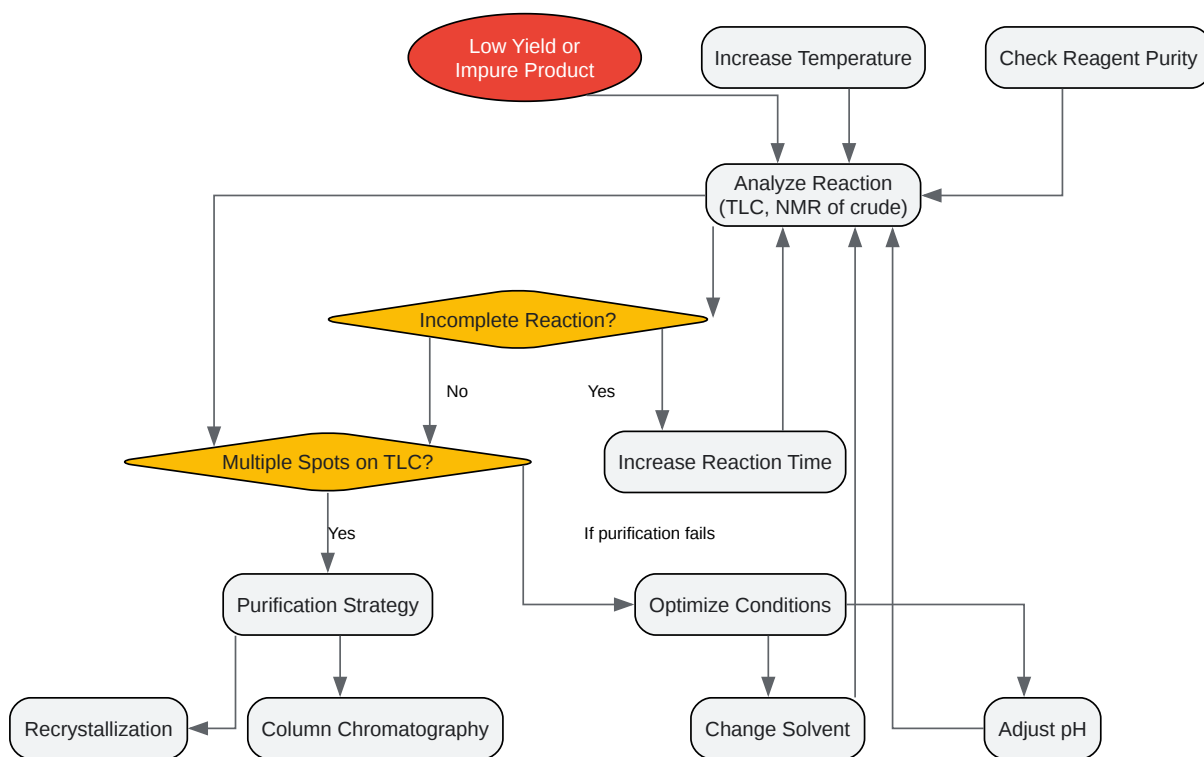 Low Yield or
Impure Product
Increase Temperature
Check Reagent Purity
Analyze Reaction
(TLC, NMR of crude)
Incomplete Reaction?
No
Yes
Multiple Spots on TLC?
Increase Reaction Time
Yes
If purification fails
Purification Strategy
Optimize Conditions
Recrystallization
Column Chromatography
Change Solvent
Adjust pH